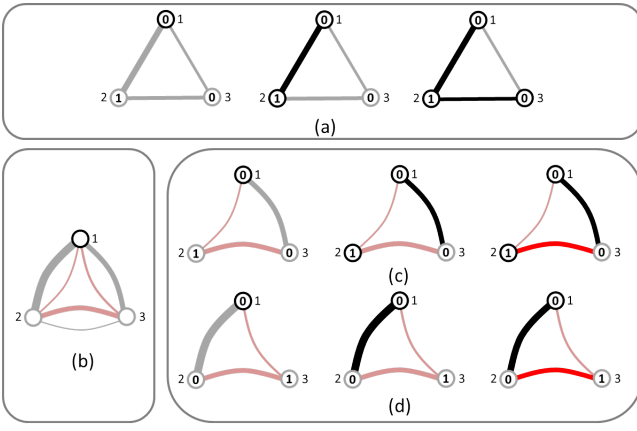 0 1 0 1 0 1
2 1 0 3 2 1 0 3 2 1 0 3
(a)
1
2 3
(b)
0 1 0 1 0 1
2 1 0 3 2 1 0 3 2 1 0 3
(c)
0 1 0 1 0 1
2 0 1 3 2 0 1 3 2 0 1 3
(d)